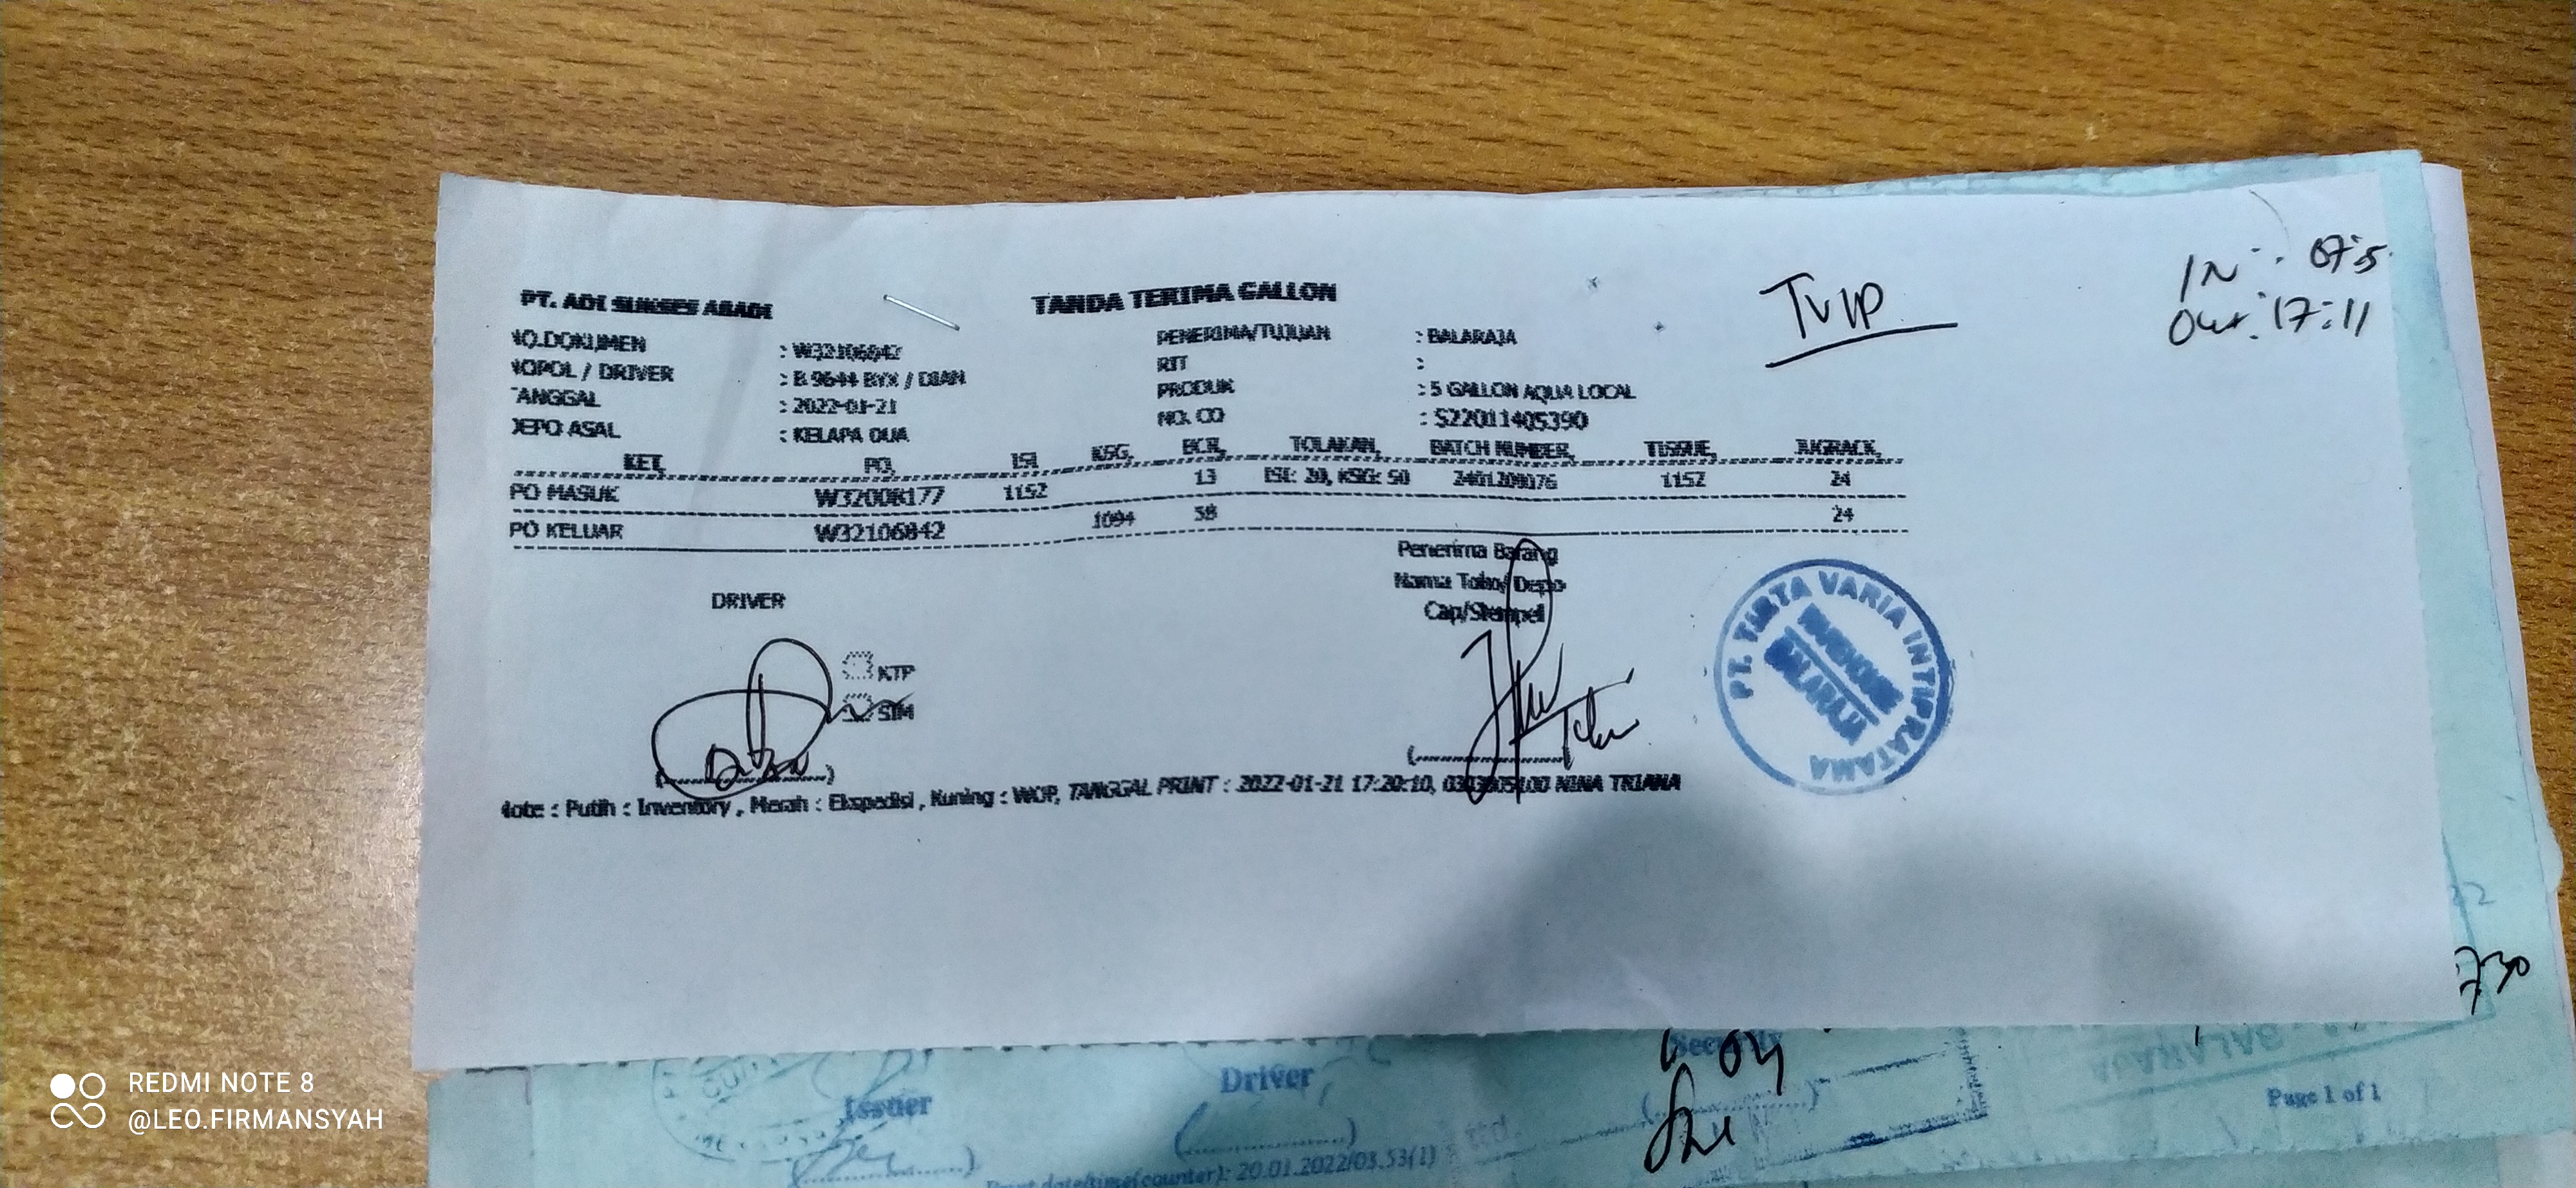 PT. ADI SUKSES ABADI
TANDA TERIMA GALLON
TVIP
IN :
Out : 17:11
NO.DOKUMEN : W32106842
PENERIMA/TUJUAN : BALARAJA
NOPOL / DRIVER : B 9644 BYX / DIAN
RIT :
TANGGAL : 2022-01-21
PRODUK : 5 GALLON AQUA LOCAL
DEPO ASAL : KELAPA DUA
NO. CO : S22011405390
KET. PO. ISI KSG. BCR. TOLAKAN. BATCH NUMBER. TISSUE. JUGRACK.
PO MASUK W32008177 1152 13 ISI: 20, KSG: 50 2401209076 1152 24
PO KELUAR W32106842 1094 58 24
DRIVER
Penerima Barang
Nama Toko/ Depo
Cap/Stempel
KTP
SIM
PT. TIRTA VARIA INTIPRATAMA
BALARAJA
Note : Putih : Inventory , Merah : Ekspedisi , Kuning : WOP, TANGGAL PRINT : 2022-01-21 17:20:10, NINA TRIANA
730
Security
Driver
Issuer
Page 1 of 1
Print date/time(counter): 20.01.2022/03.53(1)
REDMI NOTE 8
@LEO.FIRMANSYAH